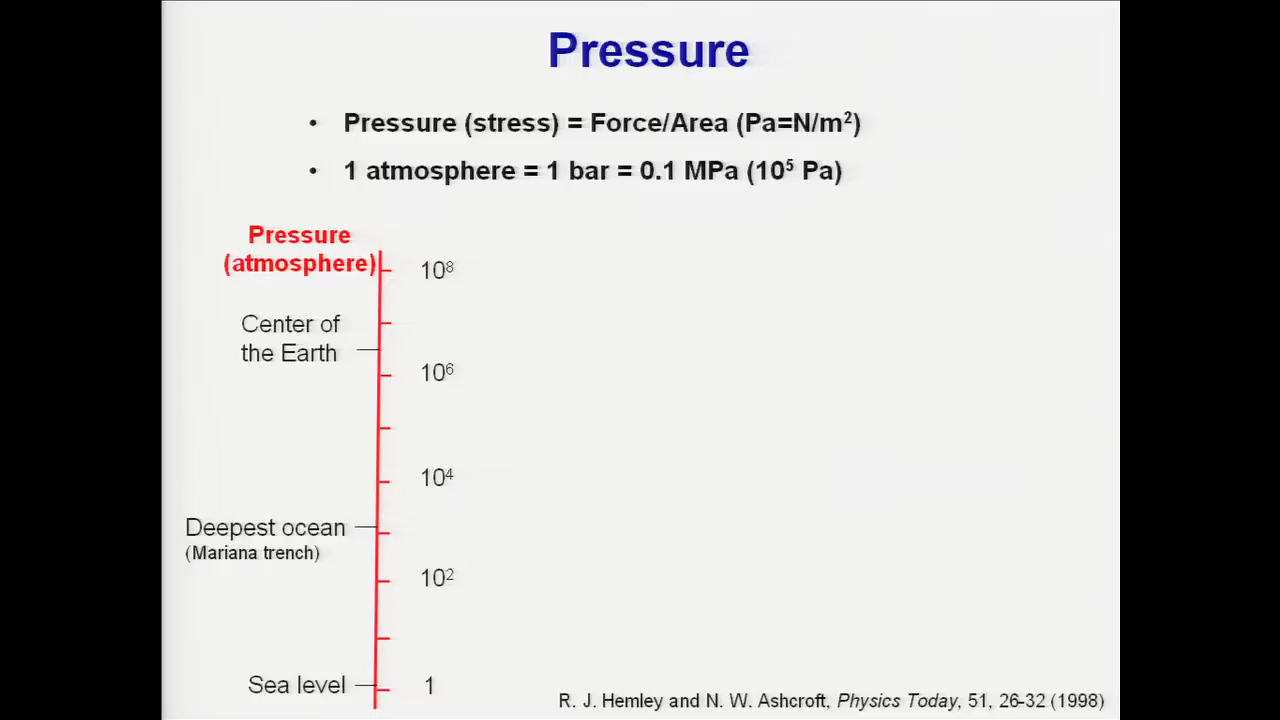 Pressure
• Pressure (stress) = Force/Area (Pa=N/m²)
• 1 atmosphere = 1 bar = 0.1 MPa (10⁵ Pa)
Pressure
(atmosphere)
10⁸
Center of
the Earth
10⁶
10⁴
Deepest ocean
(Mariana trench)
10²
Sea level
1
R. J. Hemley and N. W. Ashcroft, Physics Today, 51, 26-32 (1998)